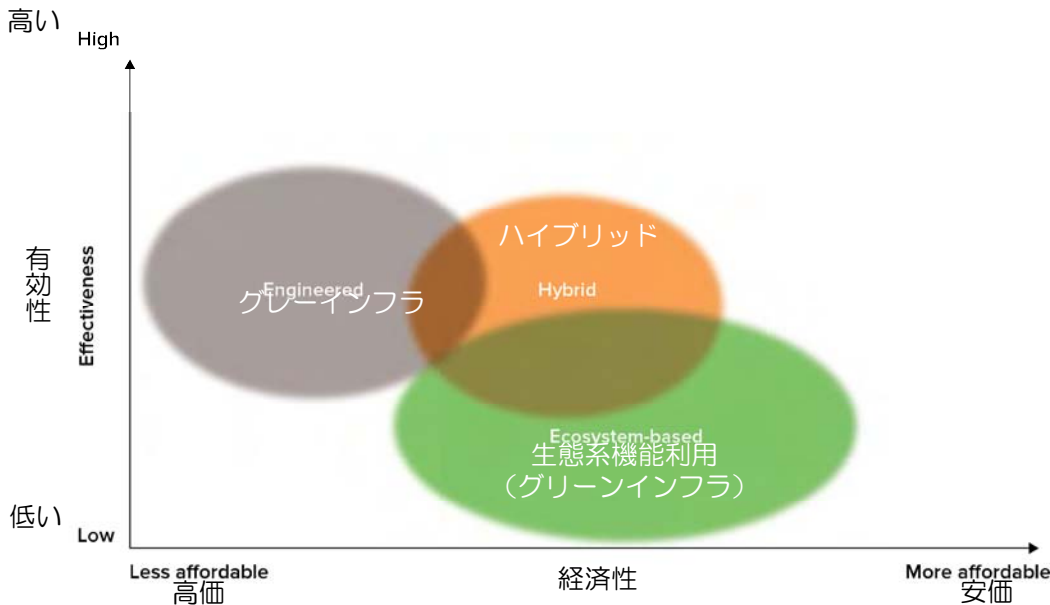 高い
High
有効性
Effectiveness
ハイブリッド
Engineered
グレーインフラ
Hybrid
Ecosystem-based
生態系機能利用
（グリーンインフラ）
低い
Low
Less affordable
高価
経済性
More affordable
安価